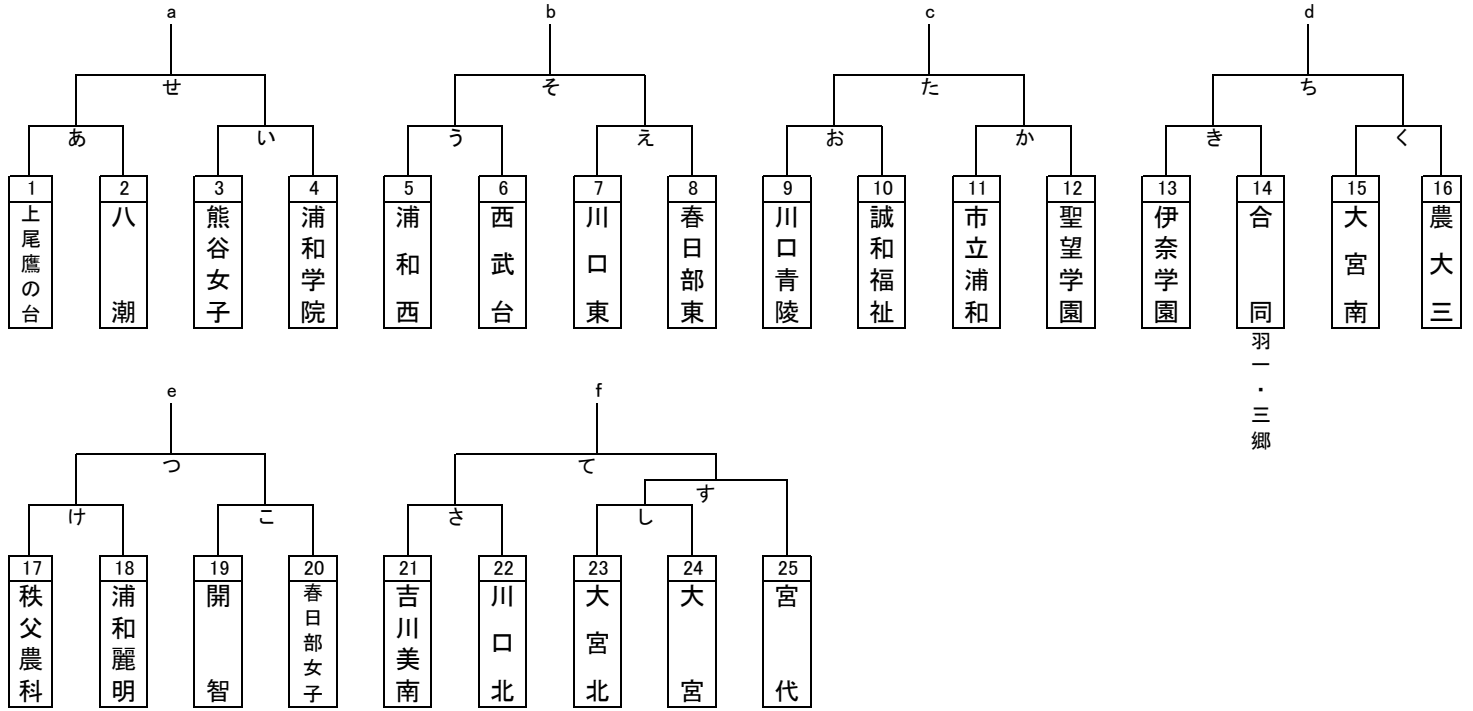 a b c d
せ そ た ち
あ い う え お か き く
1 2 3 4 5 6 7 8 9 10 11 12 13 14 15 16
上尾鷹の台
八潮
熊谷女子
浦和学院
浦和西
西武台
川口東
春日部東
川口青陵
誠和福祉
市立浦和
聖望学園
伊奈学園
合同
羽一・三郷
大宮南
農大三
e f
つ て
す
け こ さ し
17 18 19 20 21 22 23 24 25
秩父農科
浦和麗明
開智
春日部女子
吉川美南
川口北
大宮北
大宮
宮代